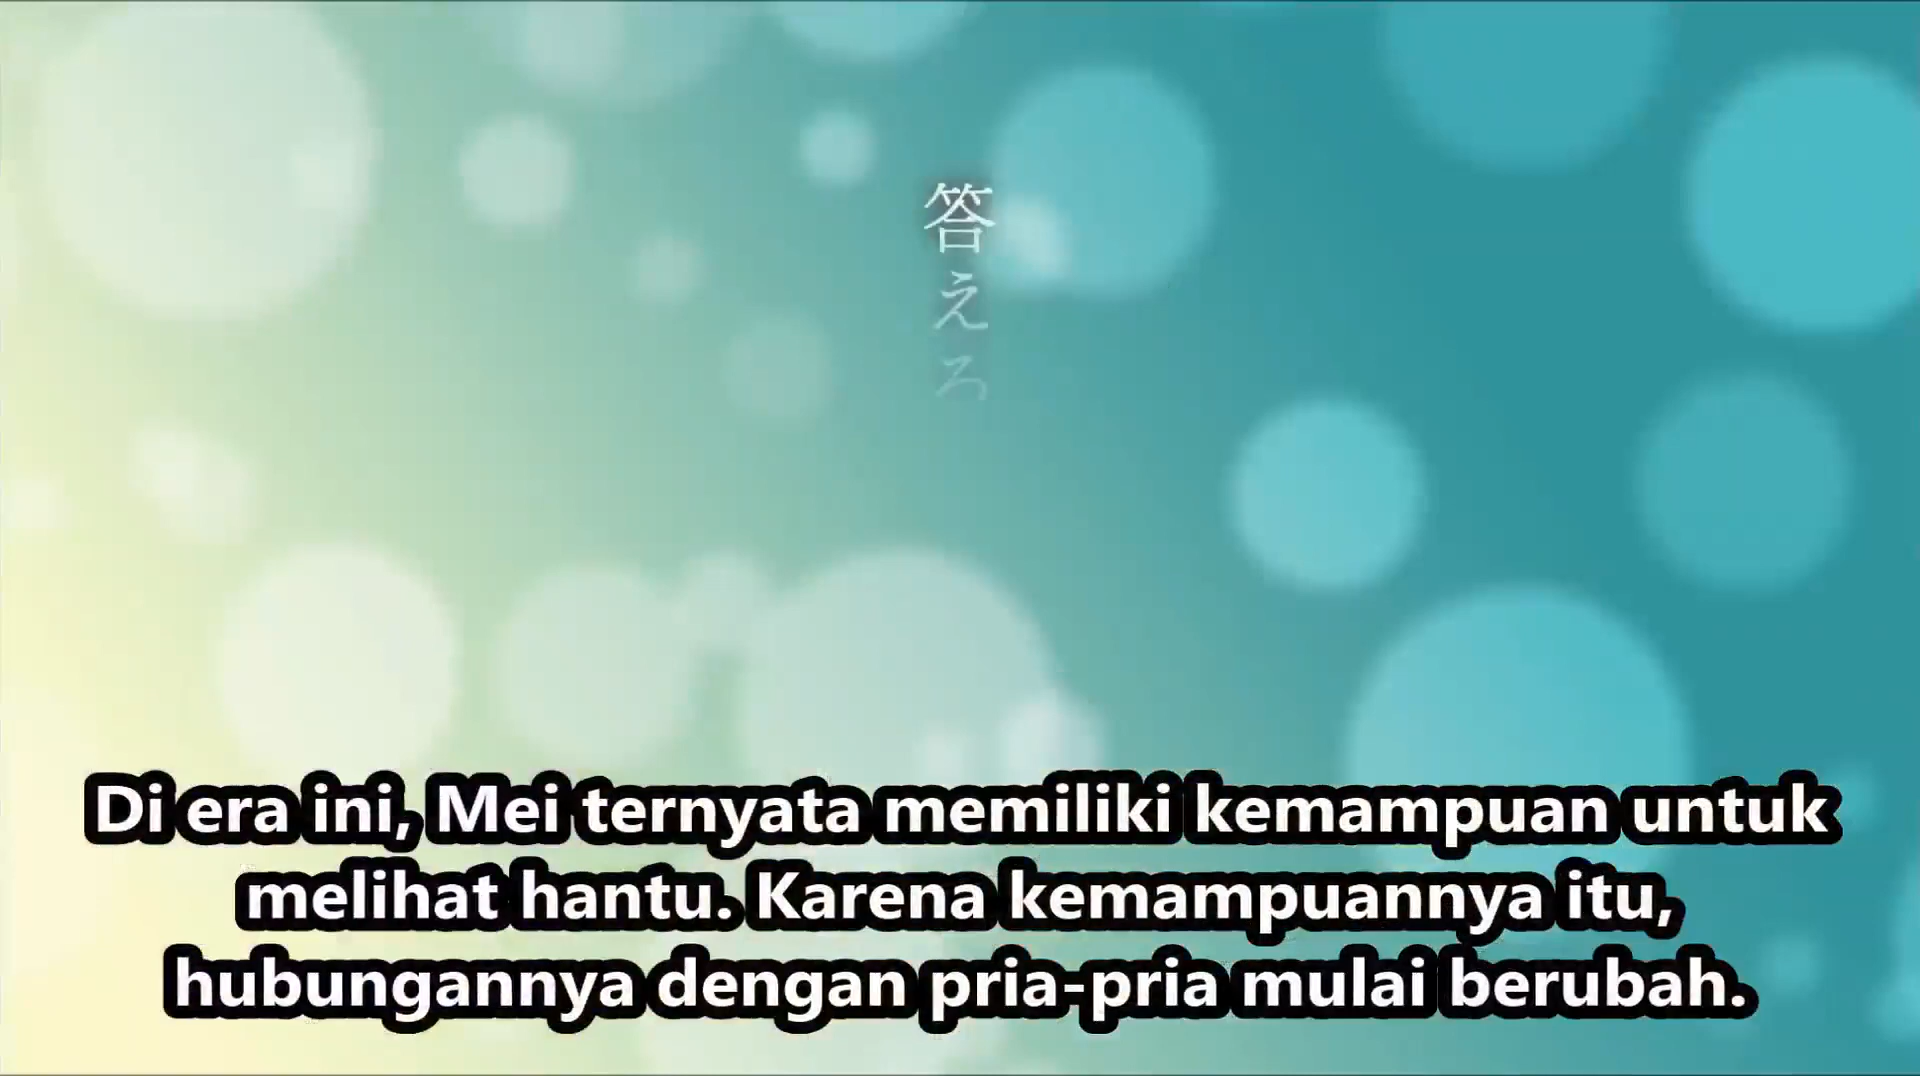 答えろ
Di era ini, Mei ternyata memiliki kemampuan untuk
melihat hantu. Karena kemampuannya itu,
hubungannya dengan pria-pria mulai berubah.